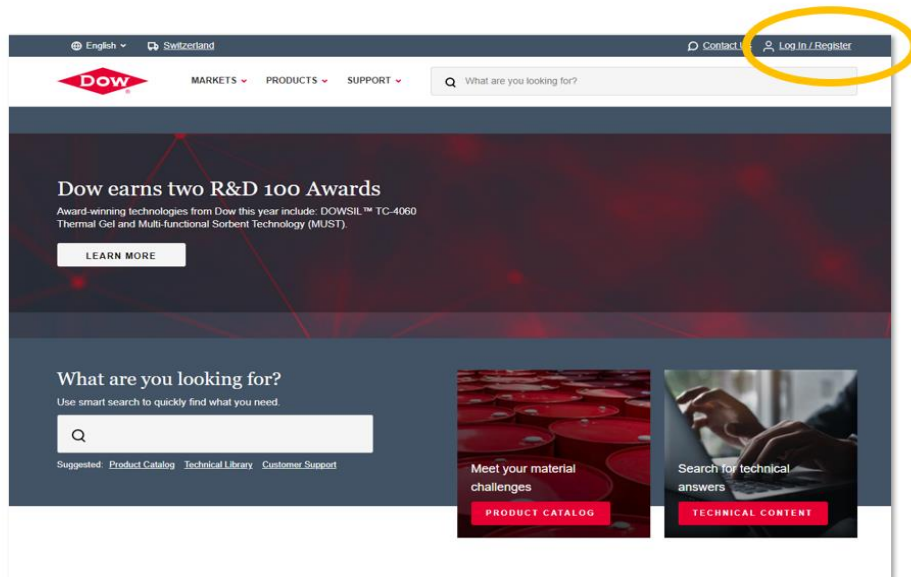 English
Switzerland
Contact
Log In / Register
Dow
MARKETS
PRODUCTS
SUPPORT
What are you looking for?
Dow earns two R&D 100 Awards
Award-winning technologies from Dow this year include: DOWSIL™ TC-4060
Thermal Gel and Multi-functional Sorbent Technology (MUST).
LEARN MORE
What are you looking for?
Use smart search to quickly find what you need.
Suggested: Product Catalog Technical Library Customer Support
Meet your material
challenges
PRODUCT CATALOG
Search for technical
answers
TECHNICAL CONTENT